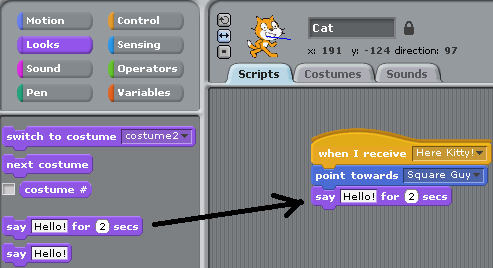 Motion Control
Looks Sensing
Sound Operators
Pen Variables
Cat
x: 191 y: -124 direction: 97
Scripts Costumes Sounds
switch to costume costume2
next costume
costume #
say Hello! for 2 secs
say Hello!
when I receive Here Kitty!
point towards Square Guy
say Hello! for 2 secs